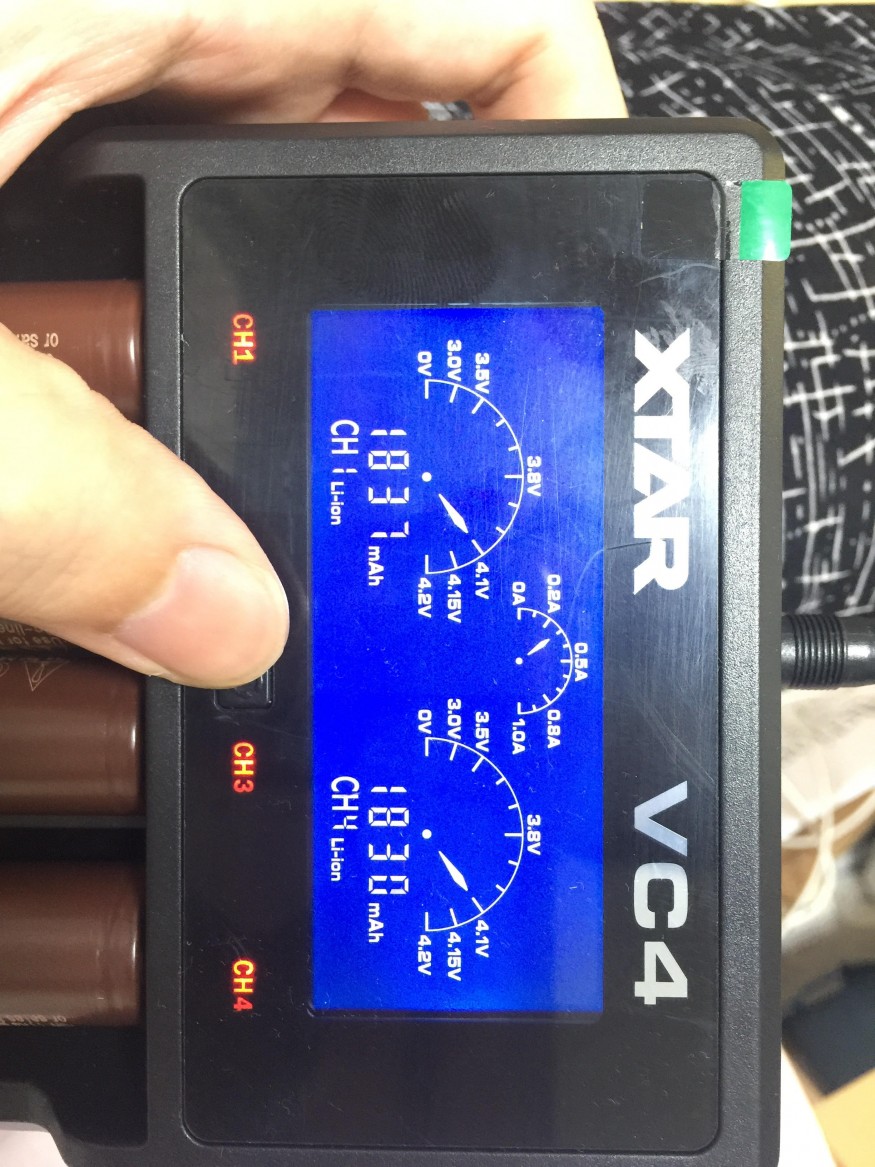 XTAR VC4
0V
3.0V
3.5V
3.8V
4.1V
4.15V
4.2V
0A
0.2A
0.5A
0.8A
1.0A
0V
3.0V
3.5V
3.8V
4.1V
4.15V
4.2V
1837 mAh
1830 mAh
CH1 Li-ion
CH4 Li-ion
CH1
CH3
CH4
or